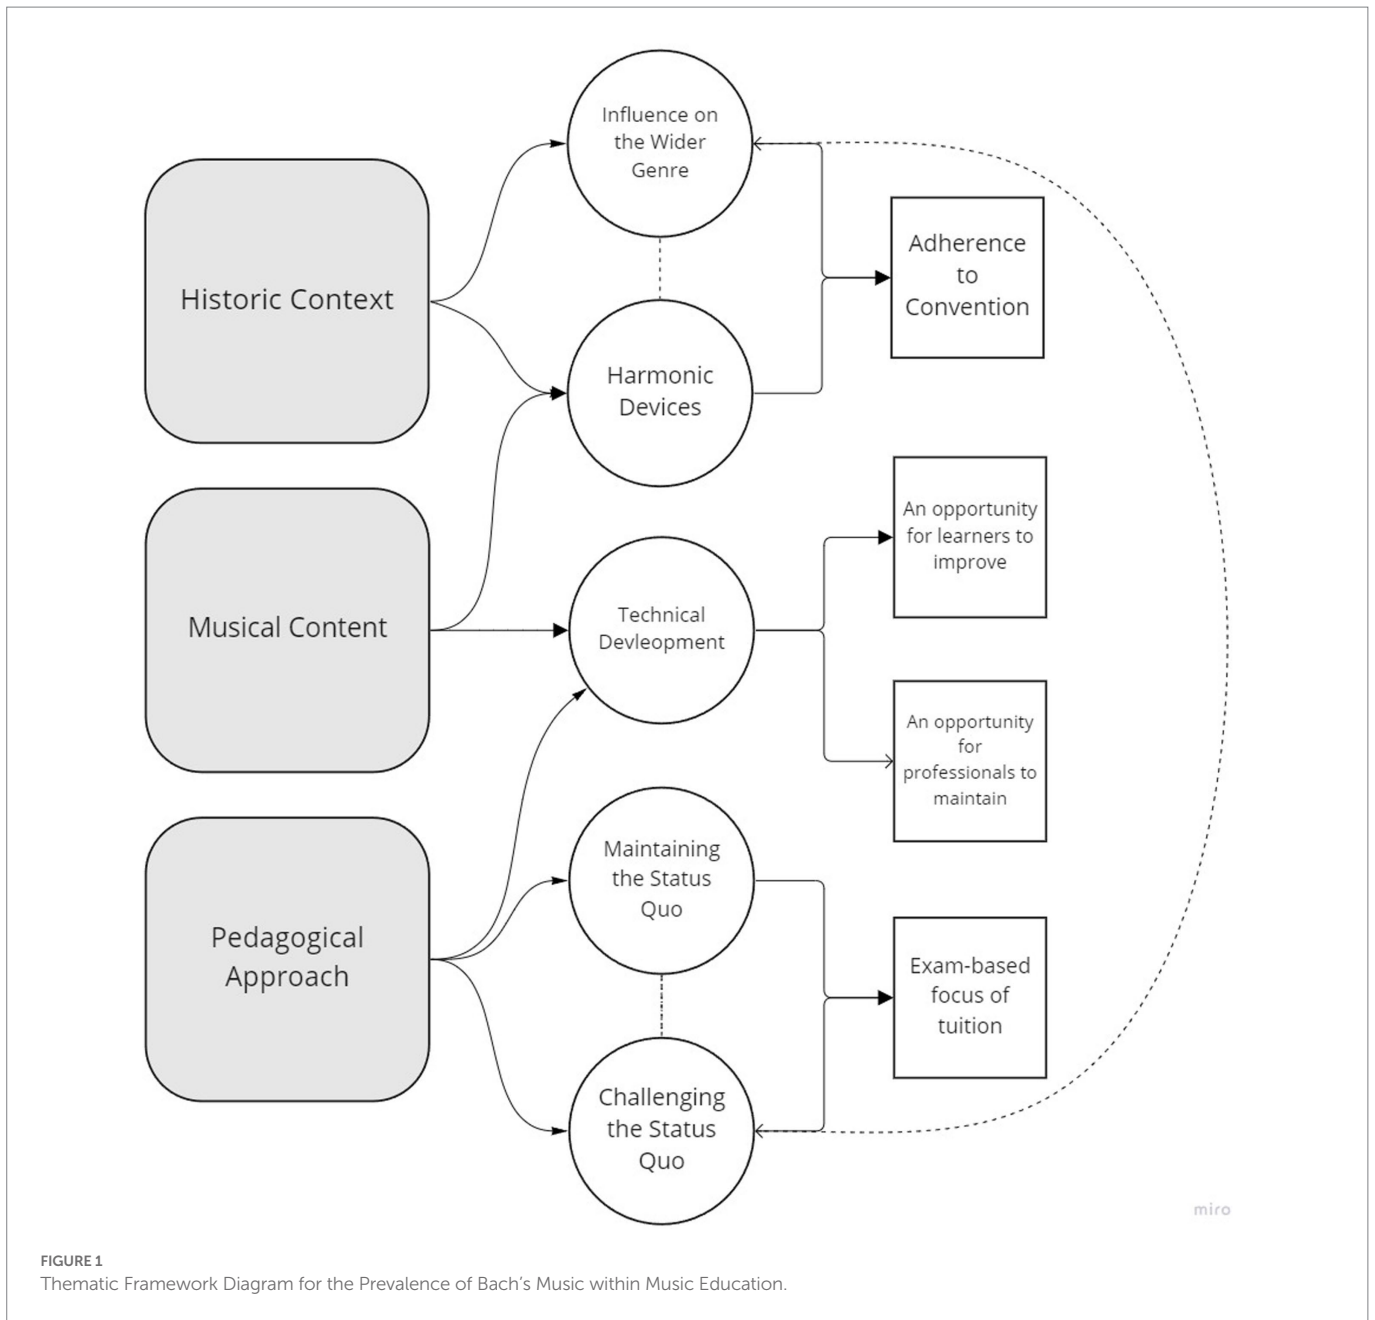 Influence on
the Wider
Genre
Historic Context
Adherence
to
Convention
Harmonic
Devices
An opportunity
for learners to
improve
Musical Content
Technical
Devleopment
An opportunity
for
professionals to
maintain
Maintaining
the Status
Quo
Pedagogical
Approach
Exam-based
focus of
tuition
Challenging
the Status
Quo
miro
FIGURE 1
Thematic Framework Diagram for the Prevalence of Bach’s Music within Music Education.